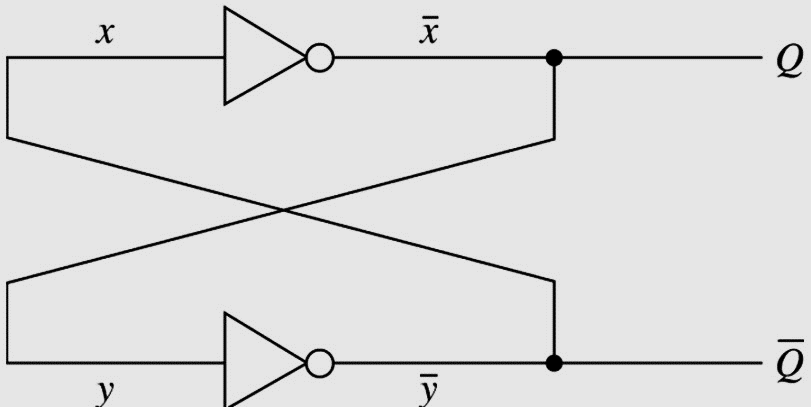 x x̄ Q
y ȳ Q̄